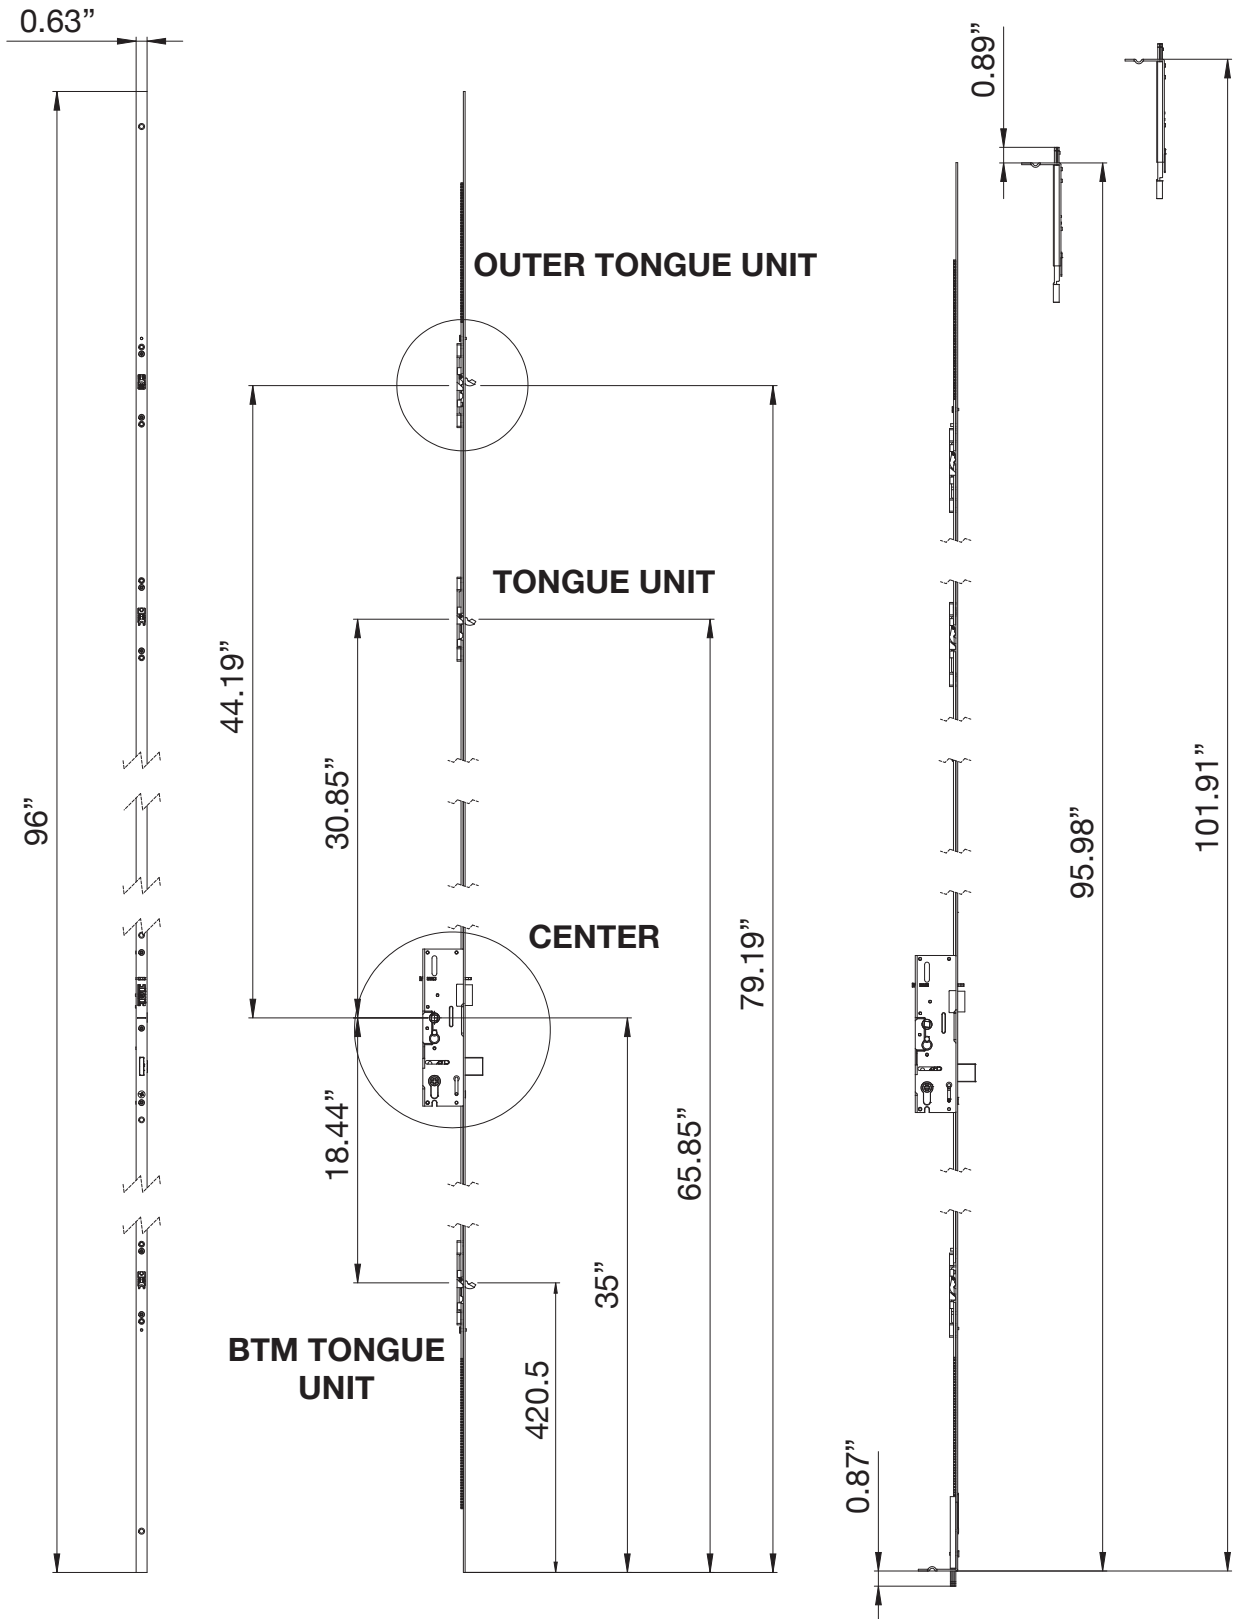 0.63”
0.89”
OUTER TONGUE UNIT
TONGUE UNIT
44.19”
30.85”
96”
101.91”
95.98”
CENTER
79.19”
18.44”
65.85”
35”
BTM TONGUE
UNIT
420.5
0.87”